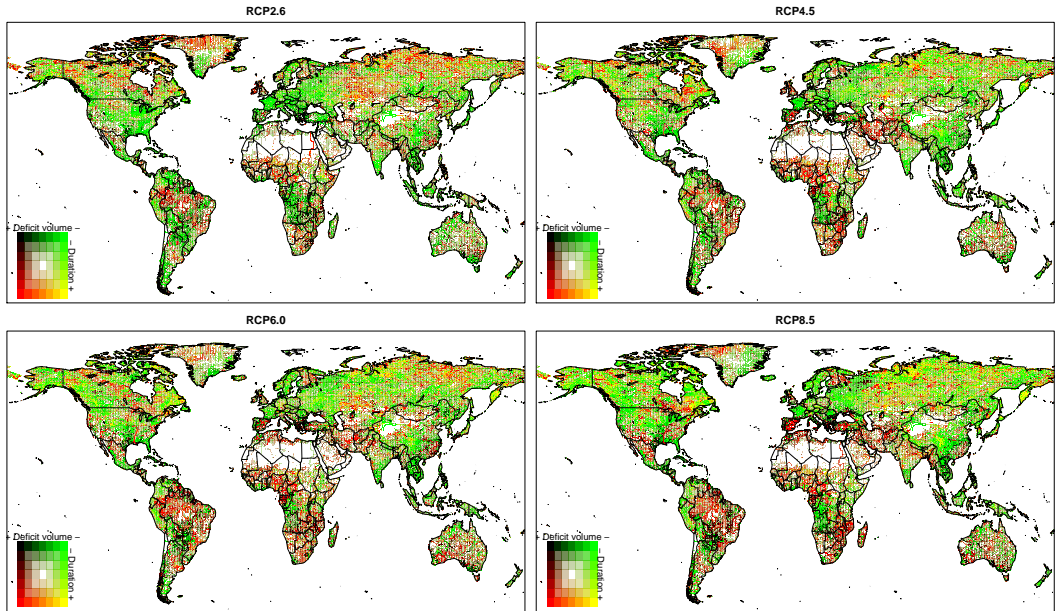 RCP2.6
+ Deficit volume −
− Duration +
RCP4.5
+ Deficit volume −
− Duration +
RCP6.0
+ Deficit volume −
− Duration +
RCP8.5
+ Deficit volume −
− Duration +